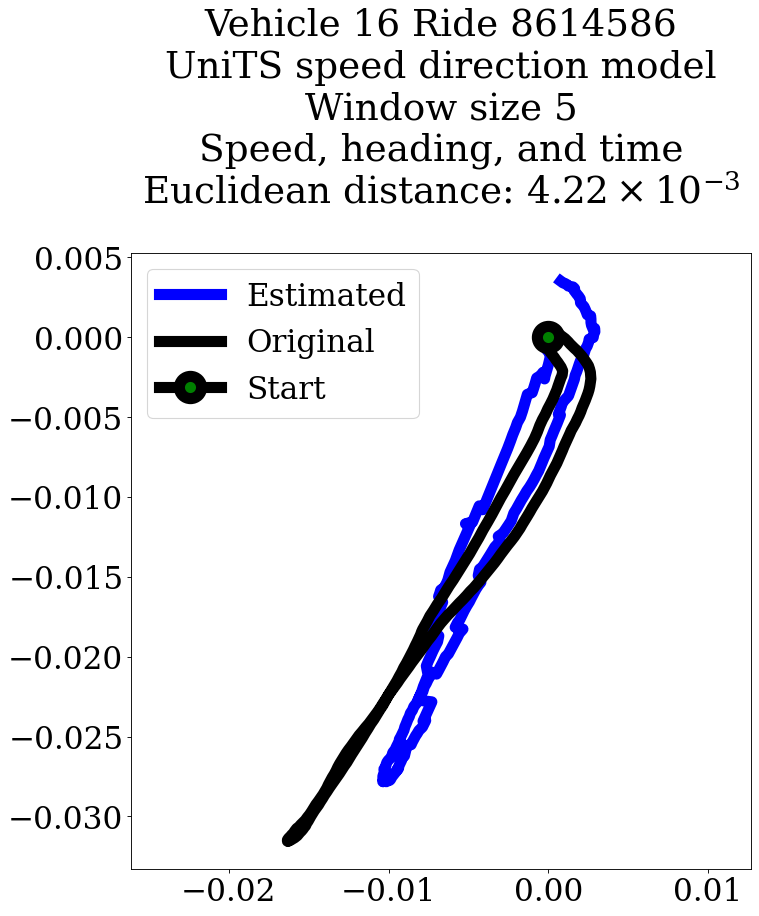 Vehicle 16 Ride 8614586
UniTS speed direction model
Window size 5
Speed, heading, and time
Euclidean distance: 4.22 × 10⁻³
0.005
0.000
−0.005
−0.010
−0.015
−0.020
−0.025
−0.030
Estimated
Original
Start
−0.02
−0.01
0.00
0.01